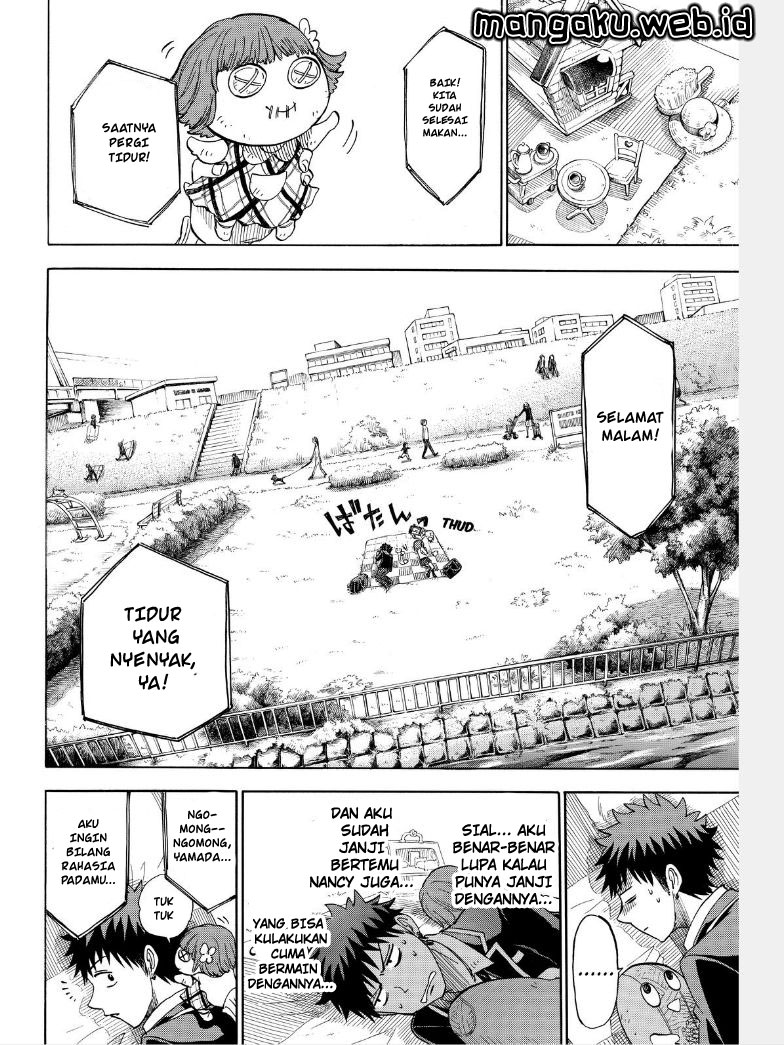 mangaku.web.id
BAIK!
KITA
SUDAH
SELESAI
MAKAN...
SAATNYA
PERGI
TIDUR!
SELAMAT
MALAM!
ばたんっ
THUD
TIDUR
YANG
NYENYAK,
YA!
........
SIAL... AKU
BENAR-BENAR
LUPA KALAU
PUNYA JANJI
DENGANNYA...
DAN AKU
SUDAH
JANJI
BERTEMU
NANCY JUGA...
YANG BISA
KULAKUKAN
CUMA
BERMAIN
DENGANNYA...
NGO-
MONG--
NGOMONG,
YAMADA...
AKU
INGIN
BILANG
RAHASIA
PADAMU...
TUK
TUK